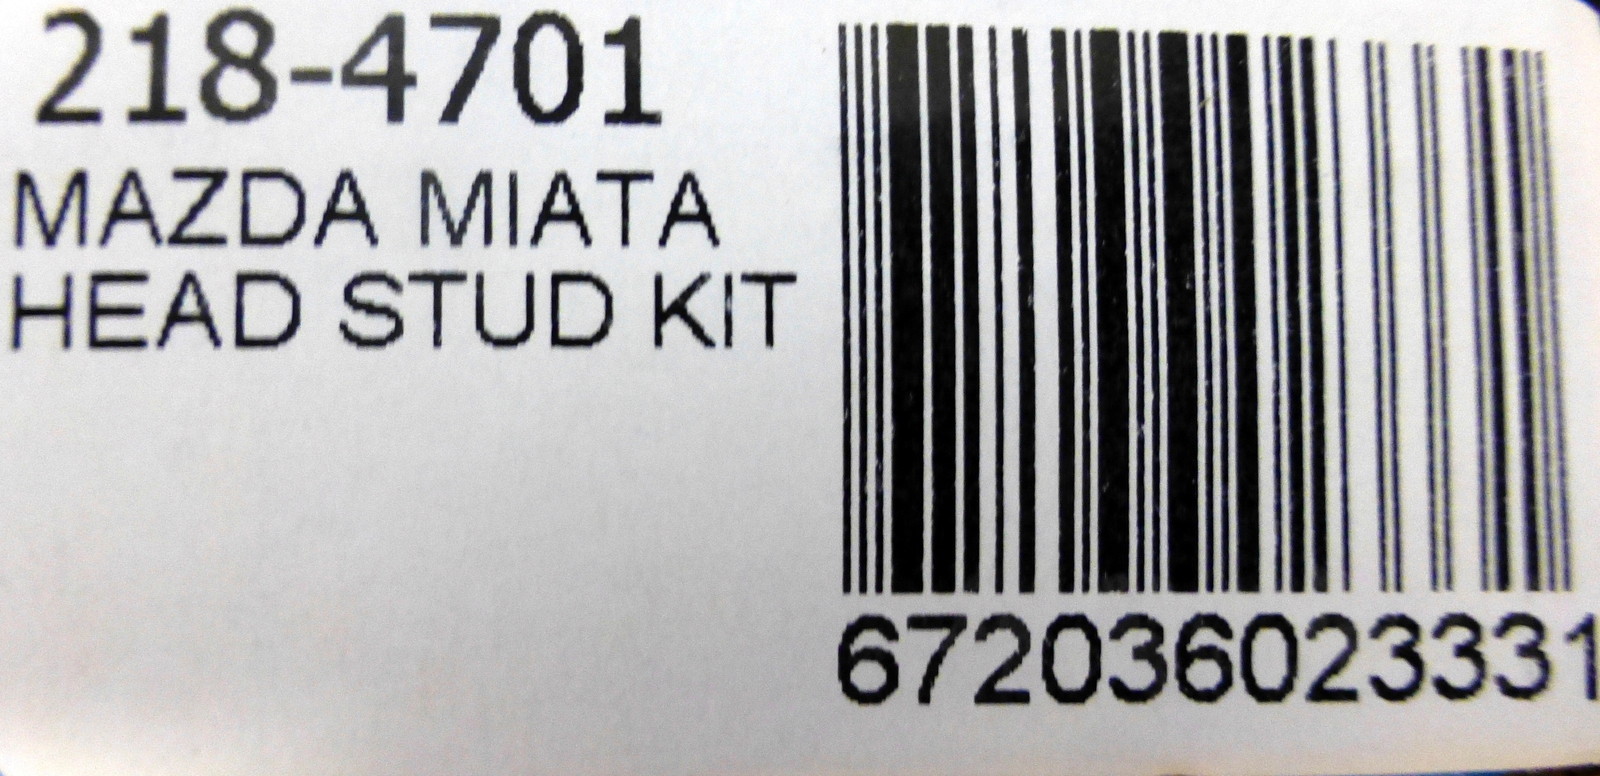 218-4701
MAZDA MIATA
HEAD STUD KIT
672036023331